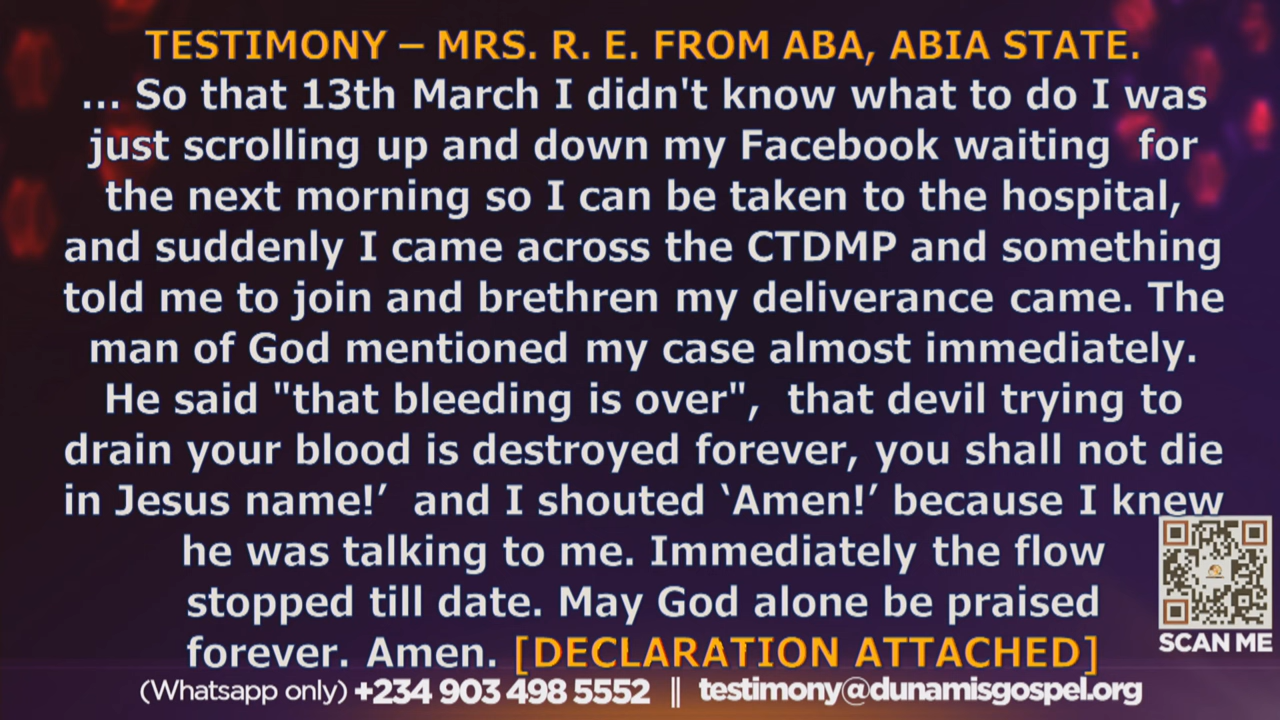 TESTIMONY – MRS. R. E. FROM ABA, ABIA STATE.
... So that 13th March I didn't know what to do I was
just scrolling up and down my Facebook waiting  for
the next morning so I can be taken to the hospital,
and suddenly I came across the CTDMP and something
told me to join and brethren my deliverance came. The
man of God mentioned my case almost immediately.
He said "that bleeding is over",  that devil trying to
drain your blood is destroyed forever, you shall not die
in Jesus name!’  and I shouted ‘Amen!’ because I knew
he was talking to me. Immediately the flow
stopped till date. May God alone be praised
forever. Amen. [DECLARATION ATTACHED]
SCAN ME
(Whatsapp only) +234 903 498 5552 || testimony@dunamisgospel.org